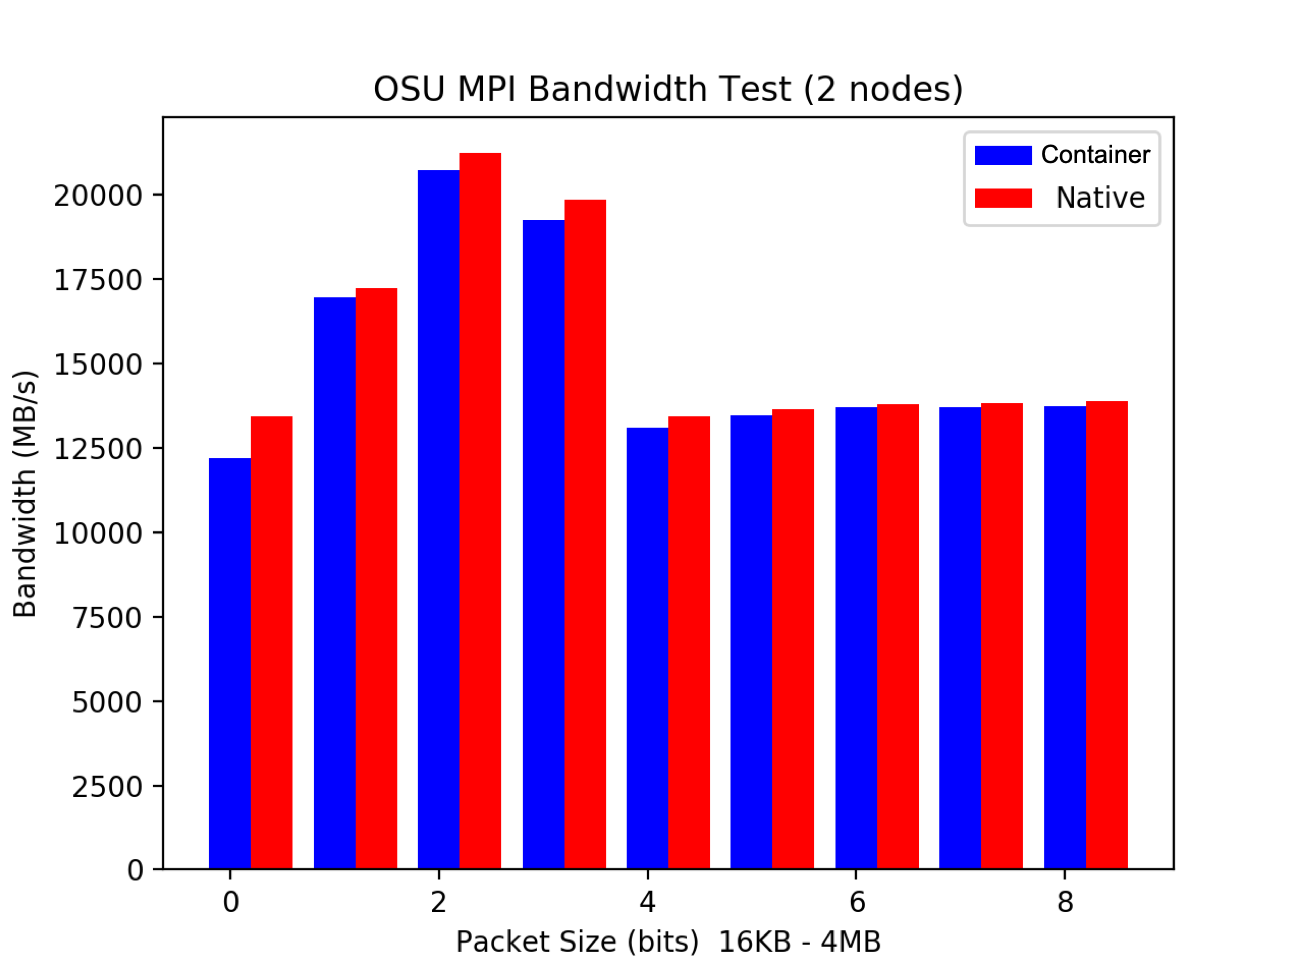 OSU MPI Bandwidth Test (2 nodes)
Container
Native
Bandwidth (MB/s)
20000
17500
15000
12500
10000
7500
5000
2500
0
0 2 4 6 8
Packet Size (bits)  16KB - 4MB